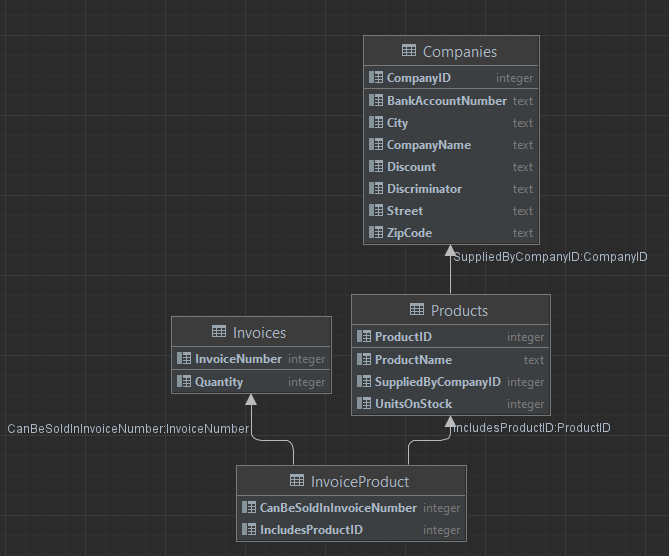 Companies
CompanyID integer
BankAccountNumber text
City text
CompanyName text
Discount text
Discriminator text
Street text
ZipCode text
SuppliedByCompanyID:CompanyID
Products
ProductID integer
ProductName text
SuppliedByCompanyID integer
UnitsOnStock integer
Invoices
InvoiceNumber integer
Quantity integer
CanBeSoldInInvoiceNumber:InvoiceNumber
IncludesProductID:ProductID
InvoiceProduct
CanBeSoldInInvoiceNumber integer
IncludesProductID integer